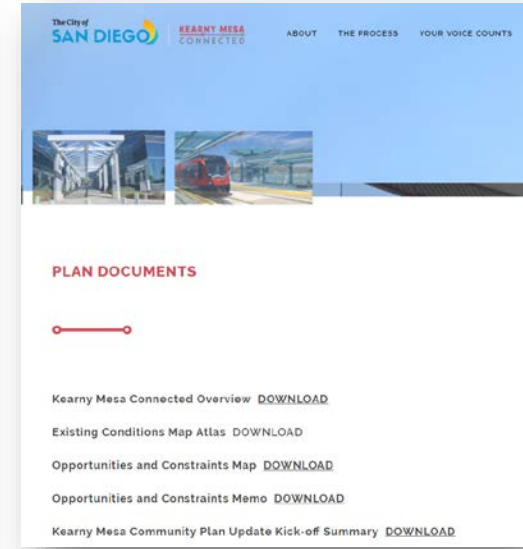 The City of
SAN DIEGO
KEARNY MESA
CONNECTED
ABOUT THE PROCESS YOUR VOICE COUNTS
PLAN DOCUMENTS
Kearny Mesa Connected Overview DOWNLOAD
Existing Conditions Map Atlas DOWNLOAD
Opportunities and Constraints Map DOWNLOAD
Opportunities and Constraints Memo DOWNLOAD
Kearny Mesa Community Plan Update Kick-off Summary DOWNLOAD